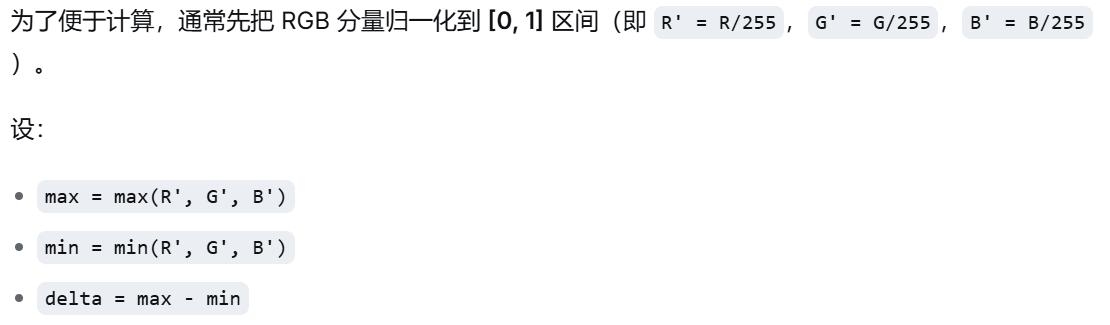 为了便于计算，通常先把 RGB 分量归一化到 [0, 1] 区间（即 R' = R/255，G' = G/255，B' = B/255
）。
设：
• max = max(R', G', B')
• min = min(R', G', B')
• delta = max - min